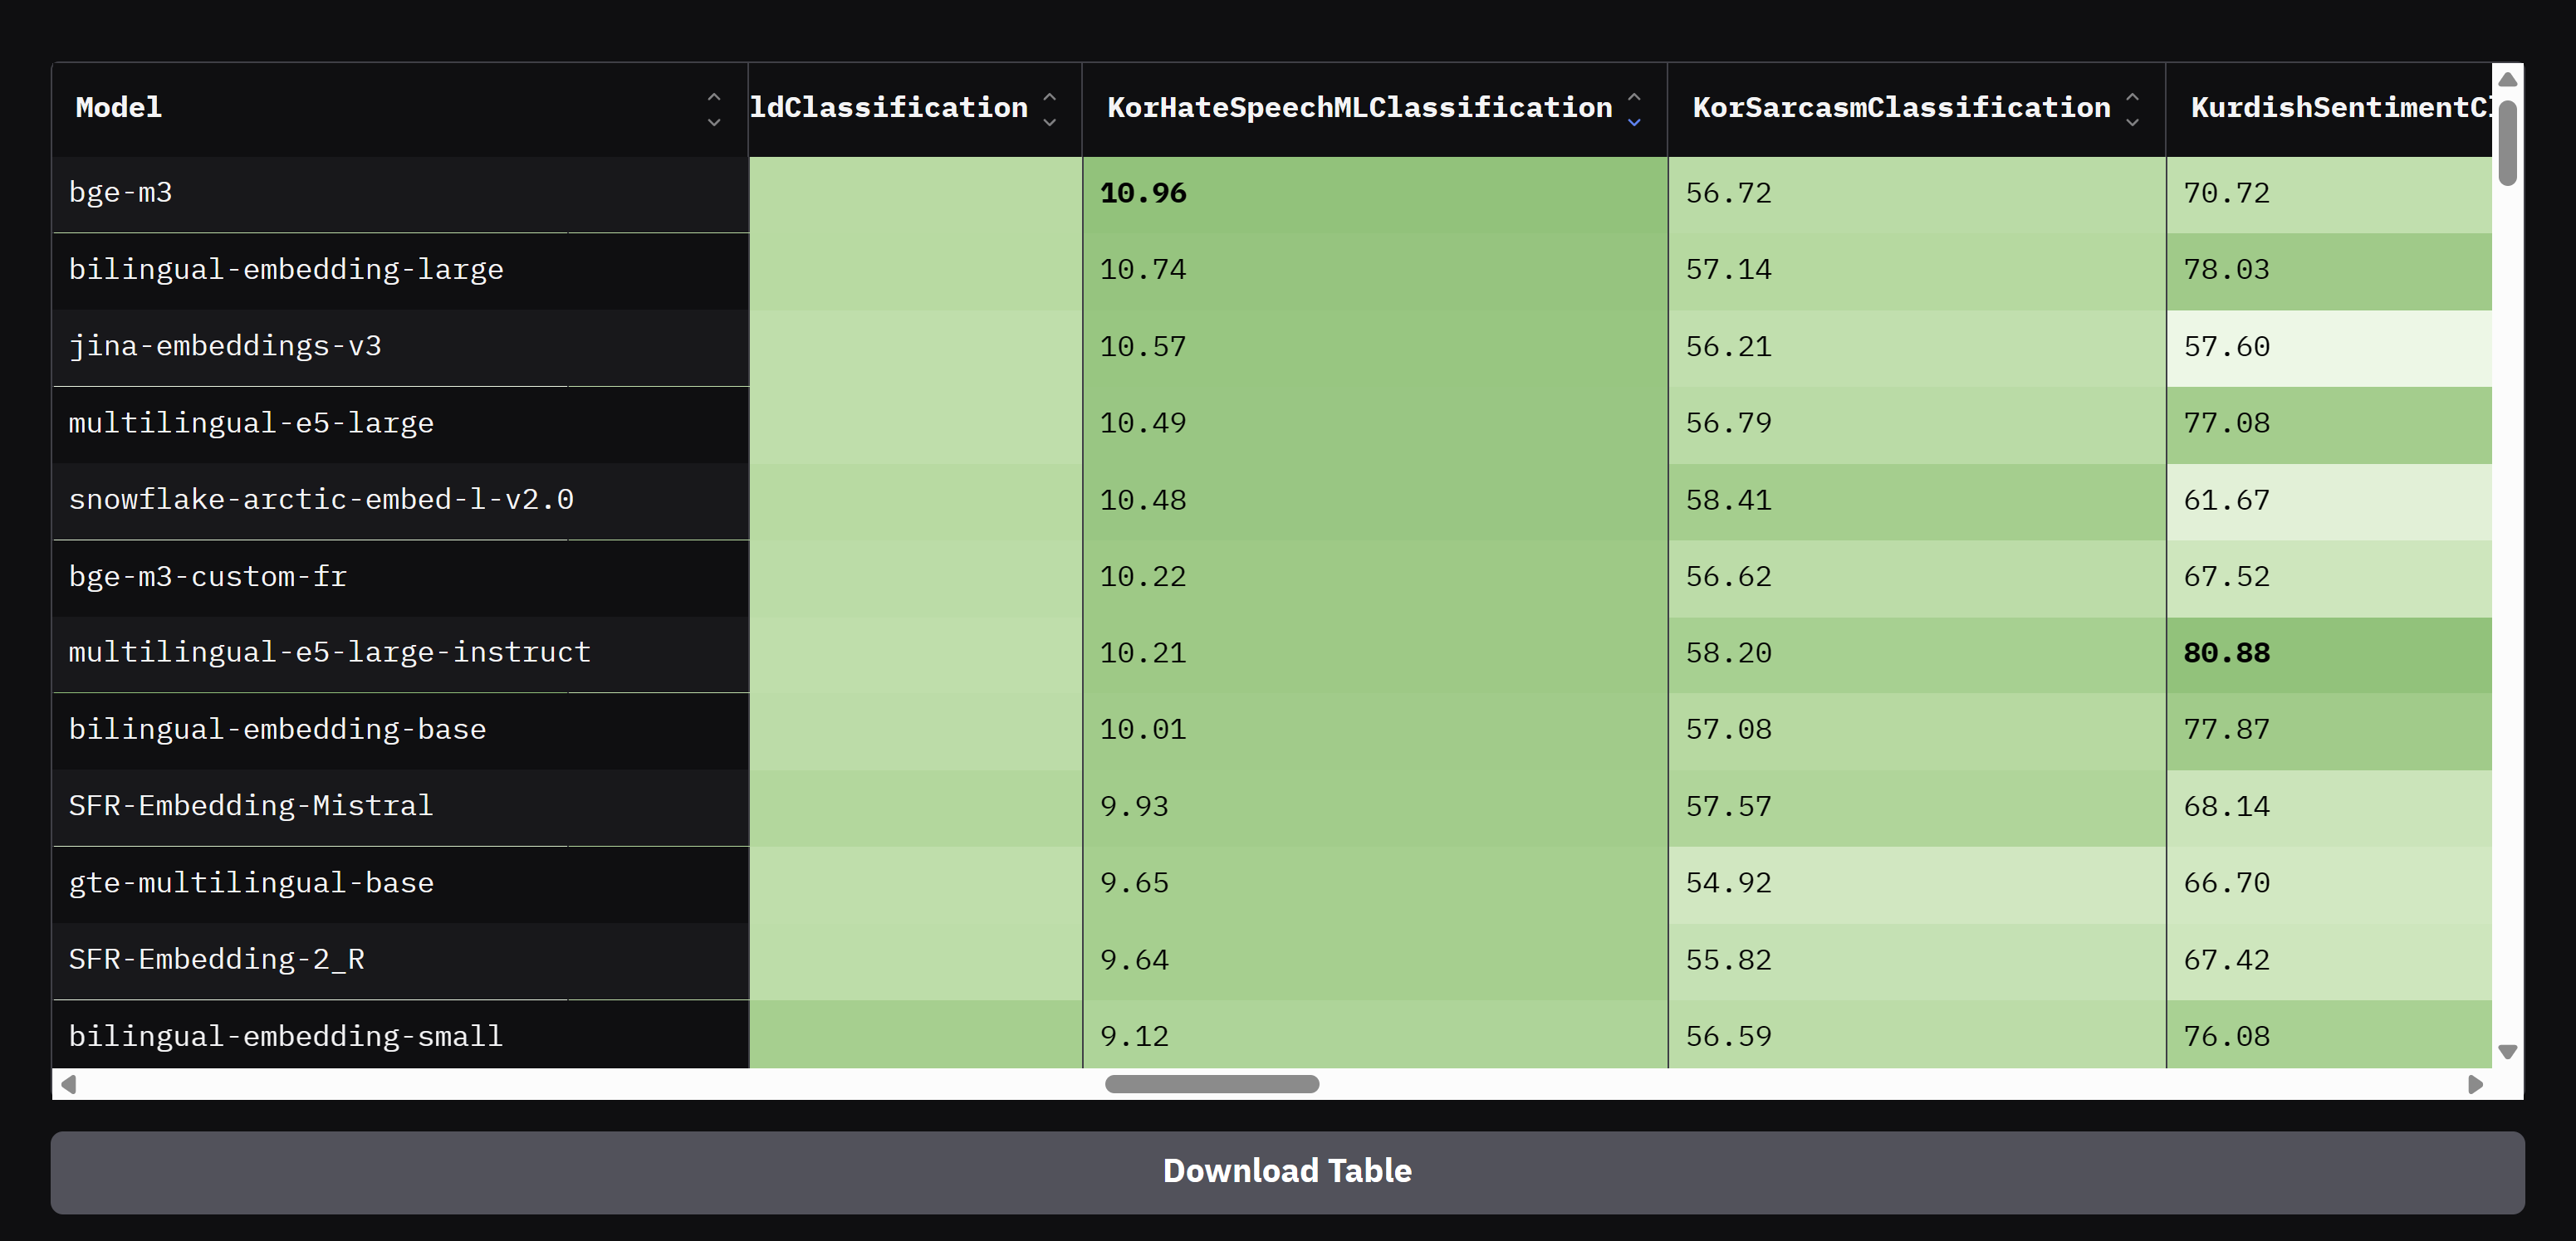 Model ldClassification KorHateSpeechMLClassification KorSarcasmClassification KurdishSentimentCl
bge-m3 10.96 56.72 70.72
bilingual-embedding-large 10.74 57.14 78.03
jina-embeddings-v3 10.57 56.21 57.60
multilingual-e5-large 10.49 56.79 77.08
snowflake-arctic-embed-l-v2.0 10.48 58.41 61.67
bge-m3-custom-fr 10.22 56.62 67.52
multilingual-e5-large-instruct 10.21 58.20 80.88
bilingual-embedding-base 10.01 57.08 77.87
SFR-Embedding-Mistral 9.93 57.57 68.14
gte-multilingual-base 9.65 54.92 66.70
SFR-Embedding-2_R 9.64 55.82 67.42
bilingual-embedding-small 9.12 56.59 76.08
Download Table